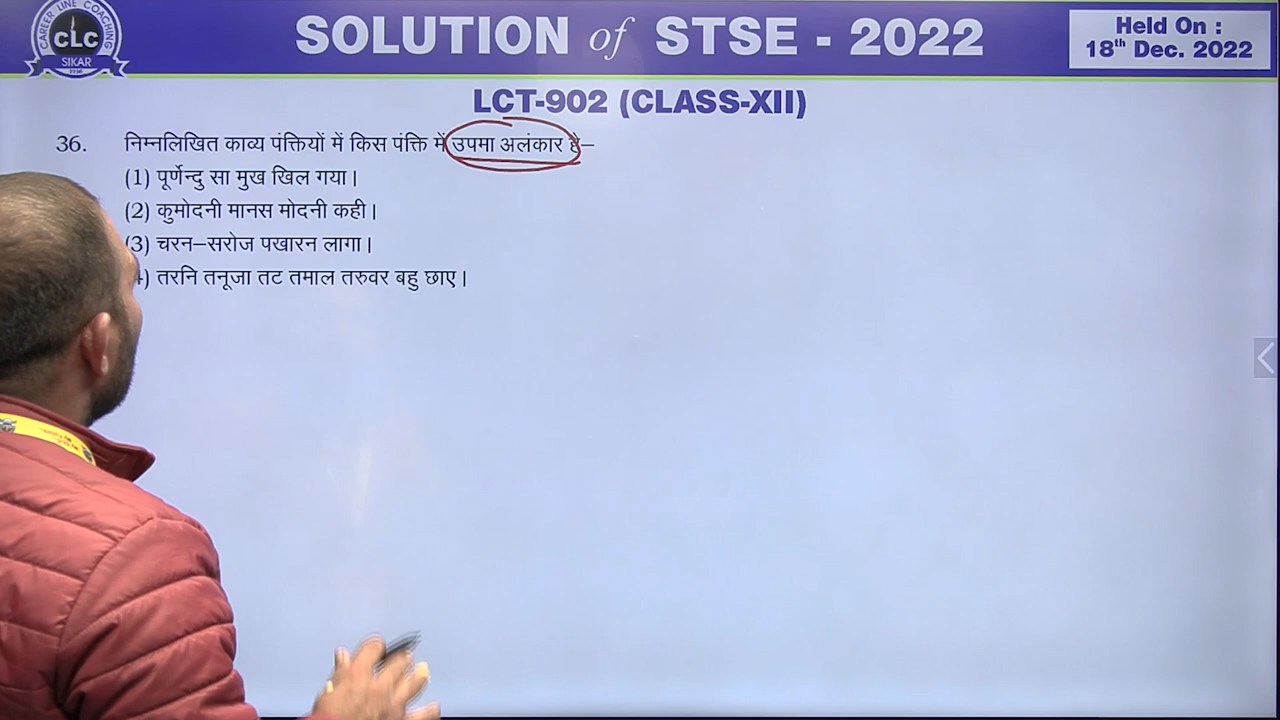 CAREER LINE COACHING
CLC
SIKAR
SOLUTION of STSE - 2022
Held On :
18th Dec. 2022
LCT-902 (CLASS-XII)
36. निम्नलिखित काव्य पंक्तियों में किस पंक्ति में उपमा अलंकार है–
(1) पूर्णेन्दु सा मुख खिल गया।
(2) कुमोदनी मानस मोदनी कही।
(3) चरन–सरोज पखारन लागा।
4) तरनि तनूजा तट तमाल तरुवर बहु छाए।